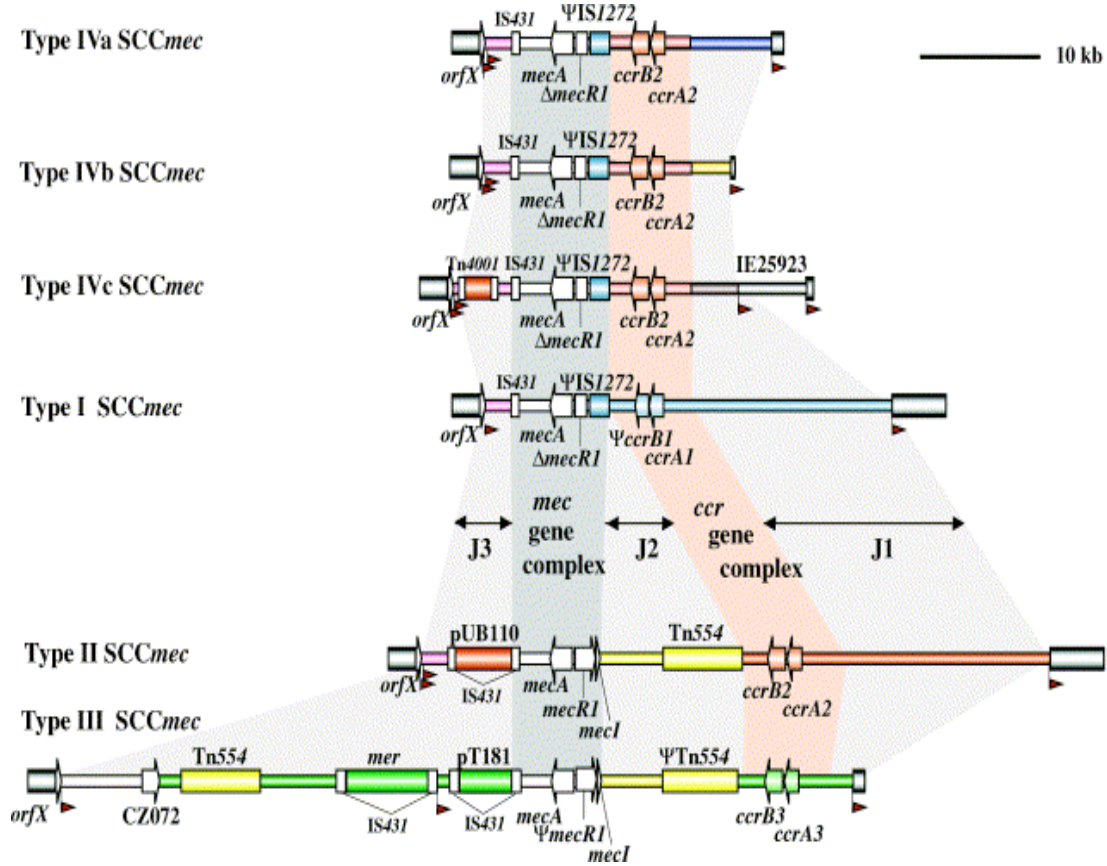 IS431 ΨIS1272
Type IVa SCCmec
10 kb
orfX mecA ccrB2
ΔmecR1 ccrA2
IS431 ΨIS1272
Type IVb SCCmec
orfX mecA ccrB2
ΔmecR1 ccrA2
Tn4001 IS431 ΨIS1272 IE25923
Type IVc SCCmec
orfX mecA ccrB2
ΔmecR1 ccrA2
IS431 ΨIS1272
Type I SCCmec
orfX mecA ΨccrB1
ΔmecR1 ccrA1
mec ccr
J3 gene J2 gene J1
complex complex
pUB110 Tn554
Type II SCCmec
orfX IS431 mecA ccrB2
mecR1 ccrA2
mecI
Type III SCCmec
Tn554 mer pT181 ΨTn554
orfX CZ072 IS431 IS431 mecA ccrB3
ΨmecR1 ccrA3
mecI